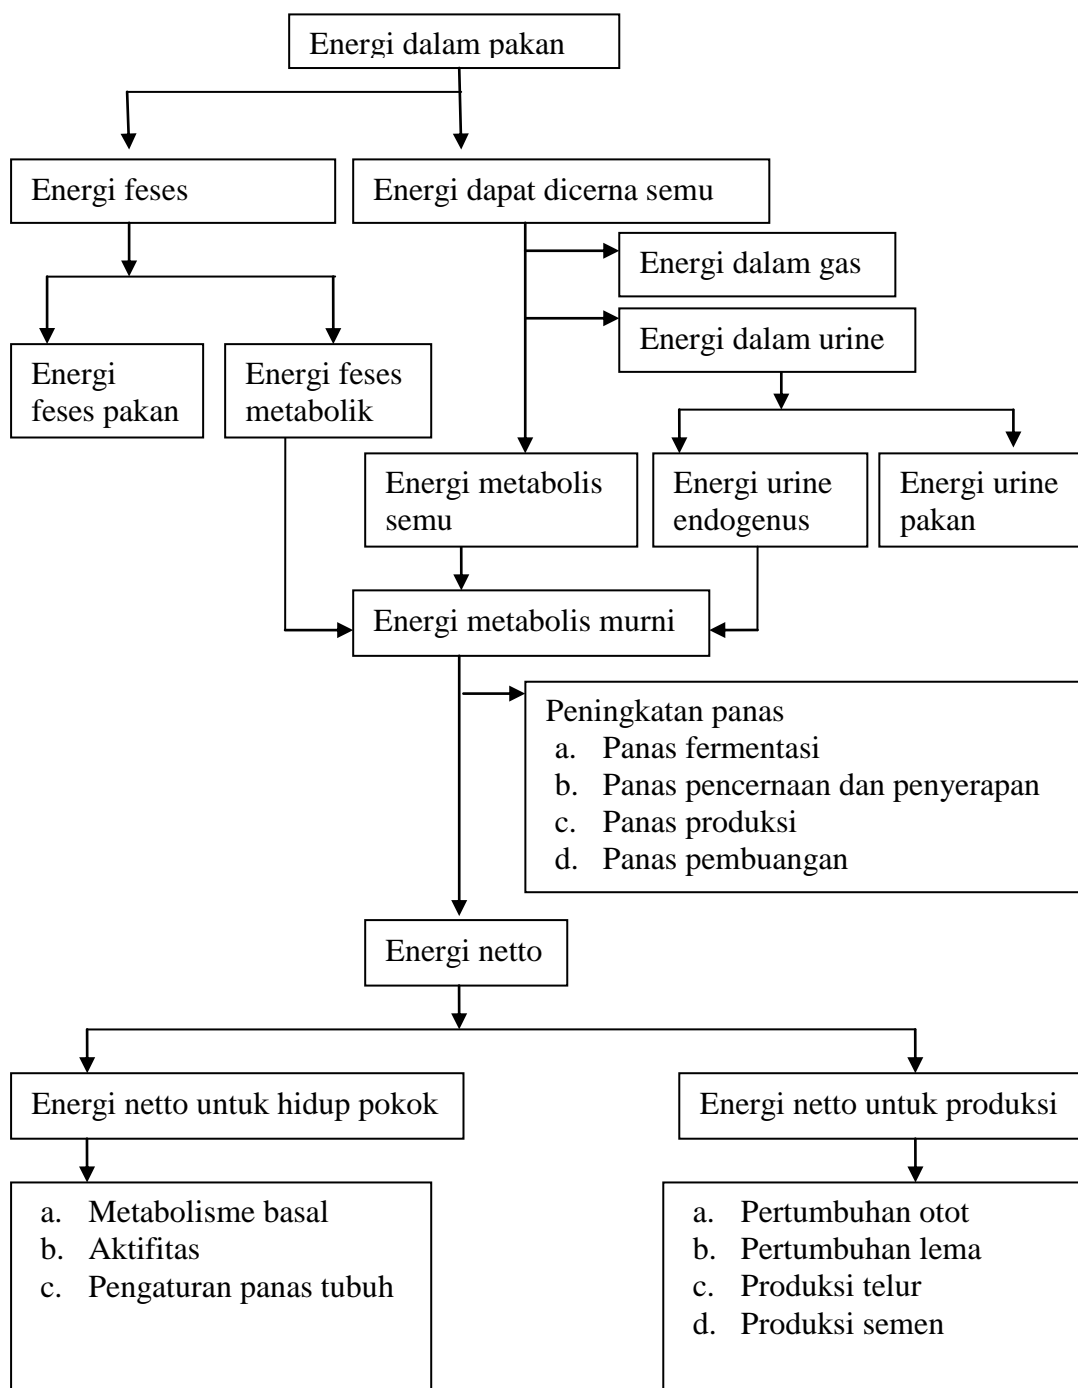 Energi dalam pakan
Energi feses
Energi dapat dicerna semu
Energi dalam gas
Energi dalam urine
Energi
feses pakan
Energi feses
metabolik
Energi metabolis
semu
Energi urine
endogenus
Energi urine
pakan
Energi metabolis murni
Peningkatan panas
a. Panas fermentasi
b. Panas pencernaan dan penyerapan
c. Panas produksi
d. Panas pembuangan
Energi netto
Energi netto untuk hidup pokok
Energi netto untuk produksi
a. Metabolisme basal
b. Aktifitas
c. Pengaturan panas tubuh
a. Pertumbuhan otot
b. Pertumbuhan lema
c. Produksi telur
d. Produksi semen